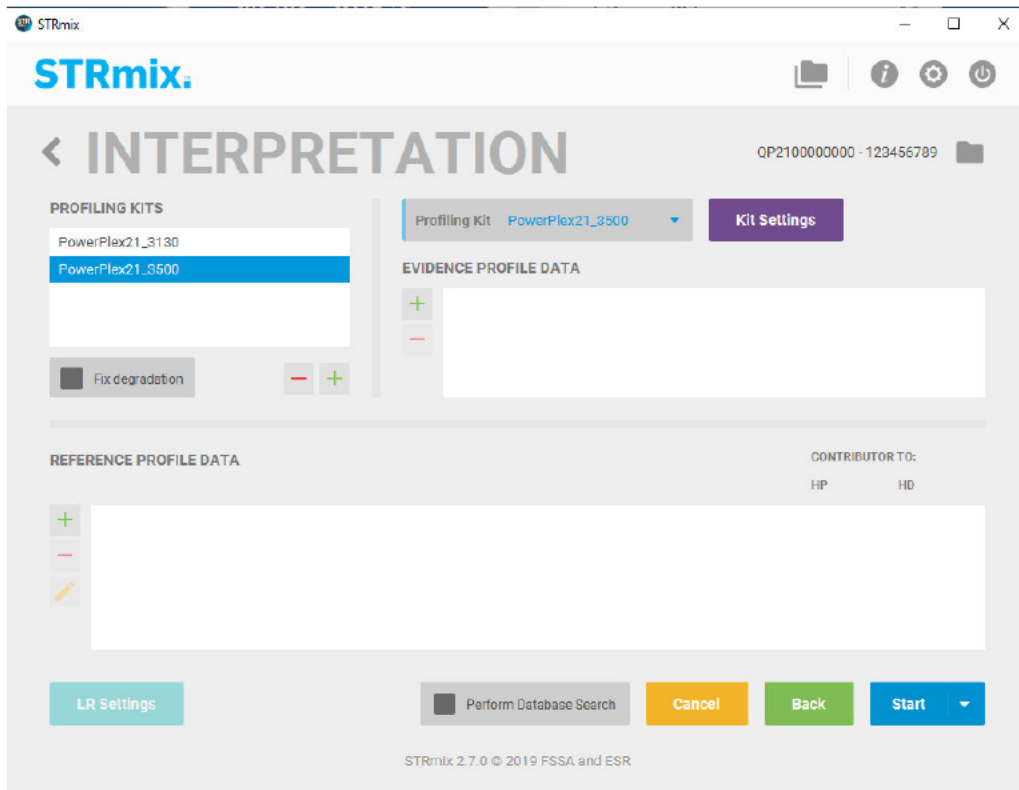 STRmix
STRmix
INTERPRETATION
QP2100000000 - 123456789
PROFILING KITS
PowerPlex21_3130
PowerPlex21_3500
Fix degradation
Profiling Kit PowerPlex21_3500
Kit Settings
EVIDENCE PROFILE DATA
REFERENCE PROFILE DATA
CONTRIBUTOR TO:
HP HD
LR Settings
Perform Database Search
Cancel
Back
Start
STRmix 2.7.0 © 2019 FSSA and ESR